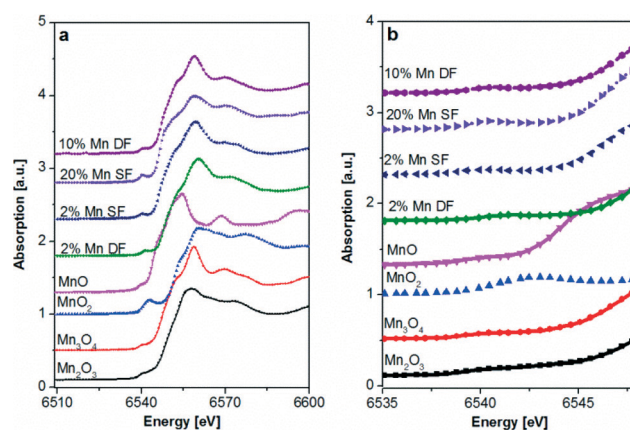 a
b
5
4
3
2
1
0
Absorption [a.u.]
10% Mn DF
20% Mn SF
2% Mn SF
2% Mn DF
MnO
MnO2
Mn3O4
Mn2O3
6510
6540
6570
6600
Energy [eV]
4
3
2
1
0
Absorption [a.u.]
10% Mn DF
20% Mn SF
2% Mn SF
2% Mn DF
MnO
MnO2
Mn3O4
Mn2O3
6535
6540
6545
Energy [eV]